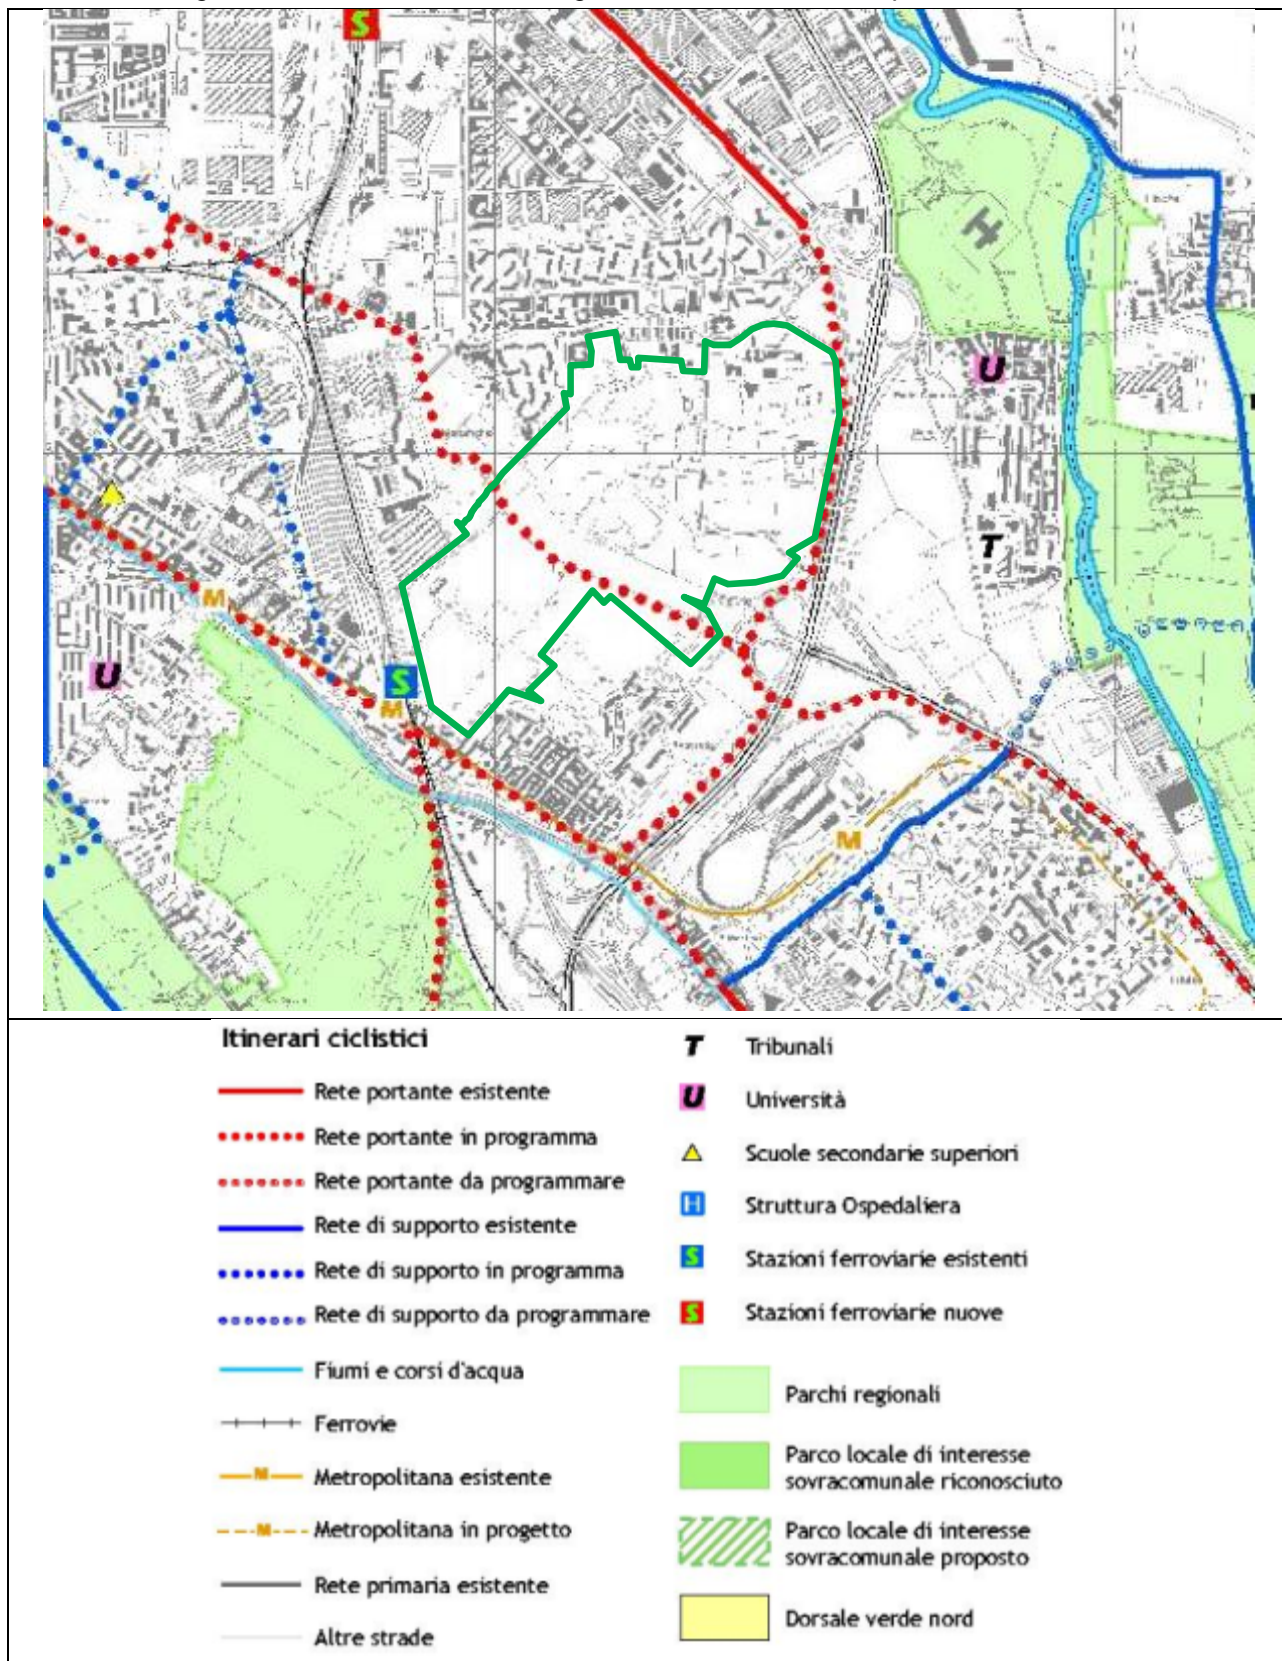 S
H
U
T
M
U
S
M
M
Itinerari ciclistici
Rete portante esistente
Rete portante in programma
Rete portante da programmare
Rete di supporto esistente
Rete di supporto in programma
Rete di supporto da programmare
Fiumi e corsi d'acqua
Ferrovie
M Metropolitana esistente
M Metropolitana in progetto
Rete primaria esistente
Altre strade
T Tribunali
U Università
Scuole secondarie superiori
H Struttura Ospedaliera
S Stazioni ferroviarie esistenti
S Stazioni ferroviarie nuove
Parchi regionali
Parco locale di interesse
sovracomunale riconosciuto
Parco locale di interesse
sovracomunale proposto
Dorsale verde nord